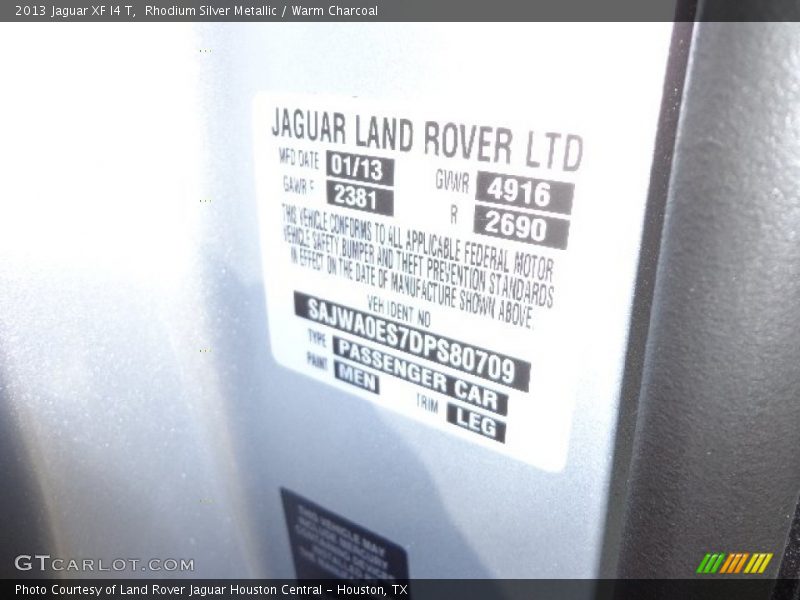 2013 Jaguar XF I4 T, Rhodium Silver Metallic / Warm Charcoal
JAGUAR LAND ROVER LTD
MFD DATE 01/13 GVWR 4916
GAWR F 2381 R 2690
THIS VEHICLE CONFORMS TO ALL APPLICABLE FEDERAL MOTOR
VEHICLE SAFETY BUMPER AND THEFT PREVENTION STANDARDS
IN EFFECT ON THE DATE OF MANUFACTURE SHOWN ABOVE.
VEH IDENT NO
SAJWA0ES7DPS80709
TYPE PASSENGER CAR
PAINT MEN TRIM LEG
THIS VEHICLE MAY
GTCARLOT.COM
Photo Courtesy of Land Rover Jaguar Houston Central - Houston, TX